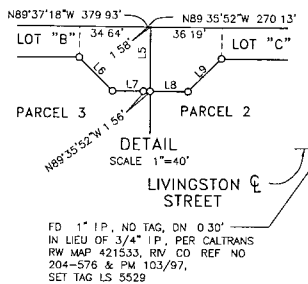 N89°37'18"W 379 93'
N89 35'52"W 270 13'
34 64'
36 19'
LOT "B"
1 58'
L5
LOT "C"
L6
L9
L7
L8
PARCEL 3
PARCEL 2
N89°35'52"W 1 56'
DETAIL
SCALE 1"=40'
LIVINGSTON ℄
STREET
FD 1" I P, NO TAG, DN 0 30'
IN LIEU OF 3/4" I P, PER CALTRANS
RW MAP 421533, RIV CO REF NO
204-576 & PM 103/97,
SET TAG LS 5529